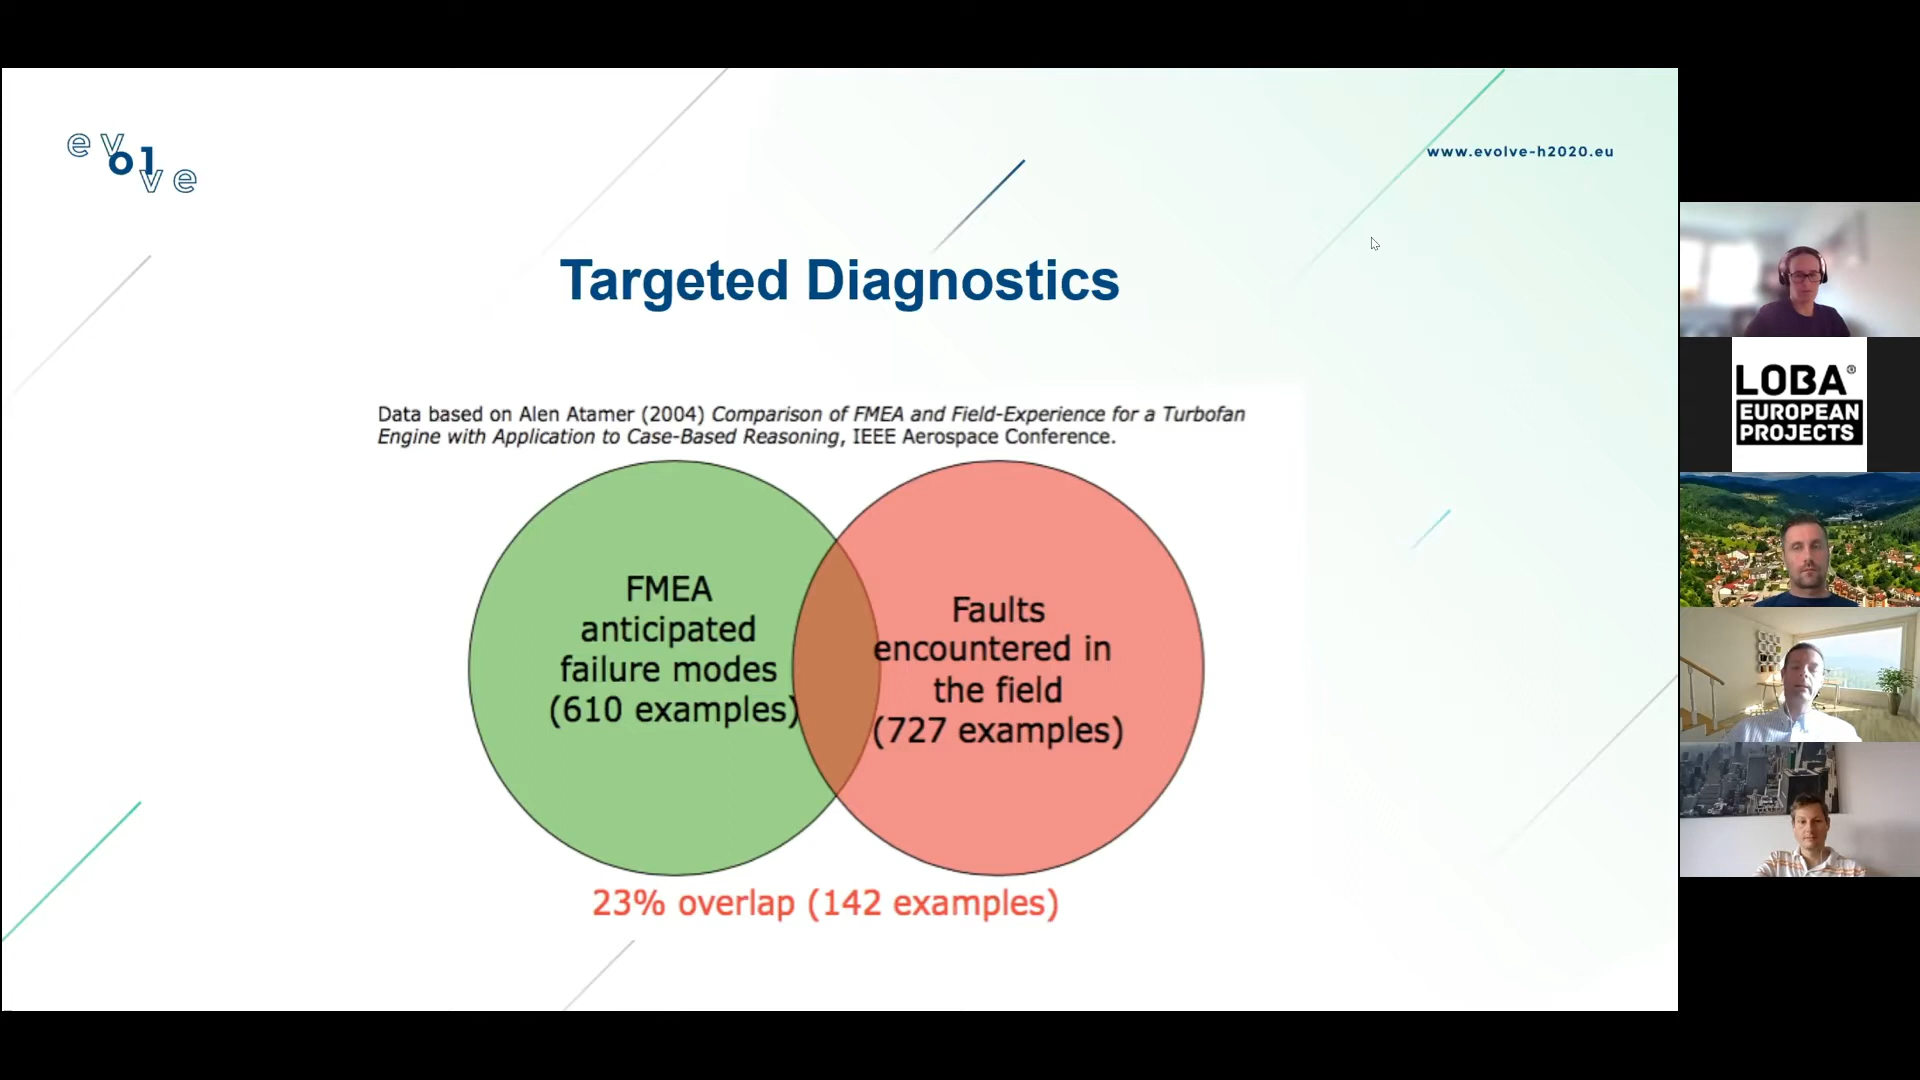 evolve
www.evolve-h2020.eu
Targeted Diagnostics
Data based on Alen Atamer (2004) Comparison of FMEA and Field-Experience for a Turbofan
Engine with Application to Case-Based Reasoning, IEEE Aerospace Conference.
FMEA
anticipated
failure modes
(610 examples)
Faults
encountered in
the field
(727 examples)
23% overlap (142 examples)
LOBA®
EUROPEAN
PROJECTS